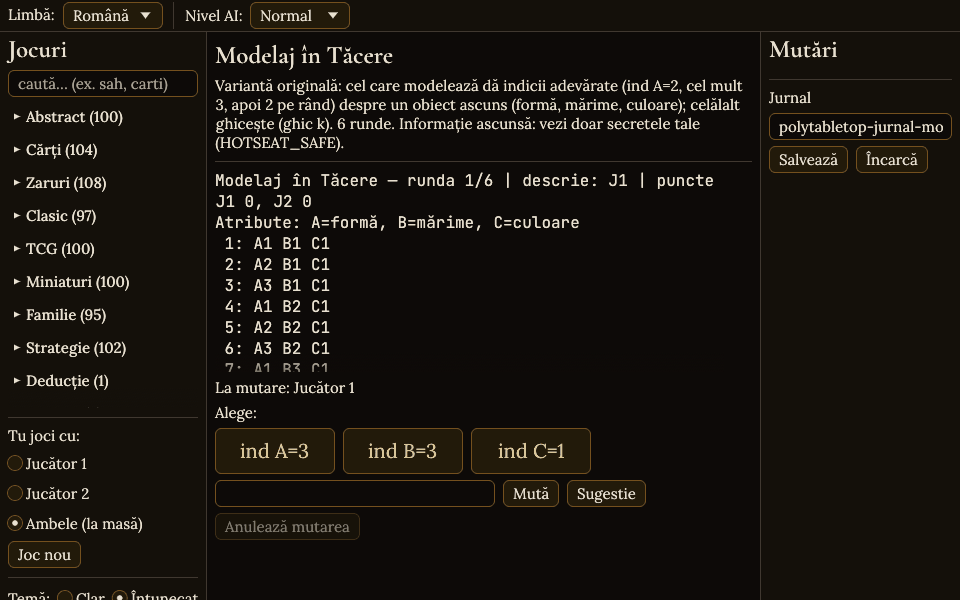 Limbă: Română Nivel AI: Normal
Jocuri
caută... (ex. sah, carti)
Abstract (100)
Cărți (104)
Zaruri (108)
Clasic (97)
TCG (100)
Miniaturi (100)
Familie (95)
Strategie (102)
Deducție (1)
Tu joci cu:
Jucător 1
Jucător 2
Ambele (la masă)
Joc nou
Temă: Clar Întunecat
Modelaj în Tăcere
Variantă originală: cel care modelează dă indicii adevărate (ind A=2, cel mult
3, apoi 2 pe rând) despre un obiect ascuns (formă, mărime, culoare); celălalt
ghicește (ghic k). 6 runde. Informație ascunsă: vezi doar secretele tale
(HOTSEAT_SAFE).
Modelaj în Tăcere — runda 1/6 | descrie: J1 | puncte
J1 0, J2 0
Atribute: A=formă, B=mărime, C=culoare
1: A1 B1 C1
2: A2 B1 C1
3: A3 B1 C1
4: A1 B2 C1
5: A2 B2 C1
6: A3 B2 C1
7: A1 B3 C1
La mutare: Jucător 1
Alege:
ind A=3 ind B=3 ind C=1
Mută Sugestie
Anulează mutarea
Mutări
Jurnal
polytabletop-jurnal-mo
Salvează Încarcă